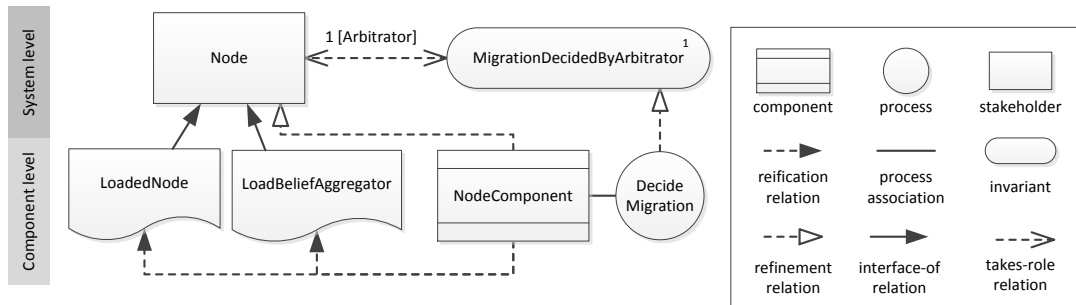 System level
Component level
Node
1 [Arbitrator]
MigrationDecidedByArbitrator
1
LoadedNode
LoadBeliefAggregator
NodeComponent
Decide
Migration
component
process
stakeholder
reification
relation
process
association
invariant
refinement
relation
interface-of
relation
takes-role
relation